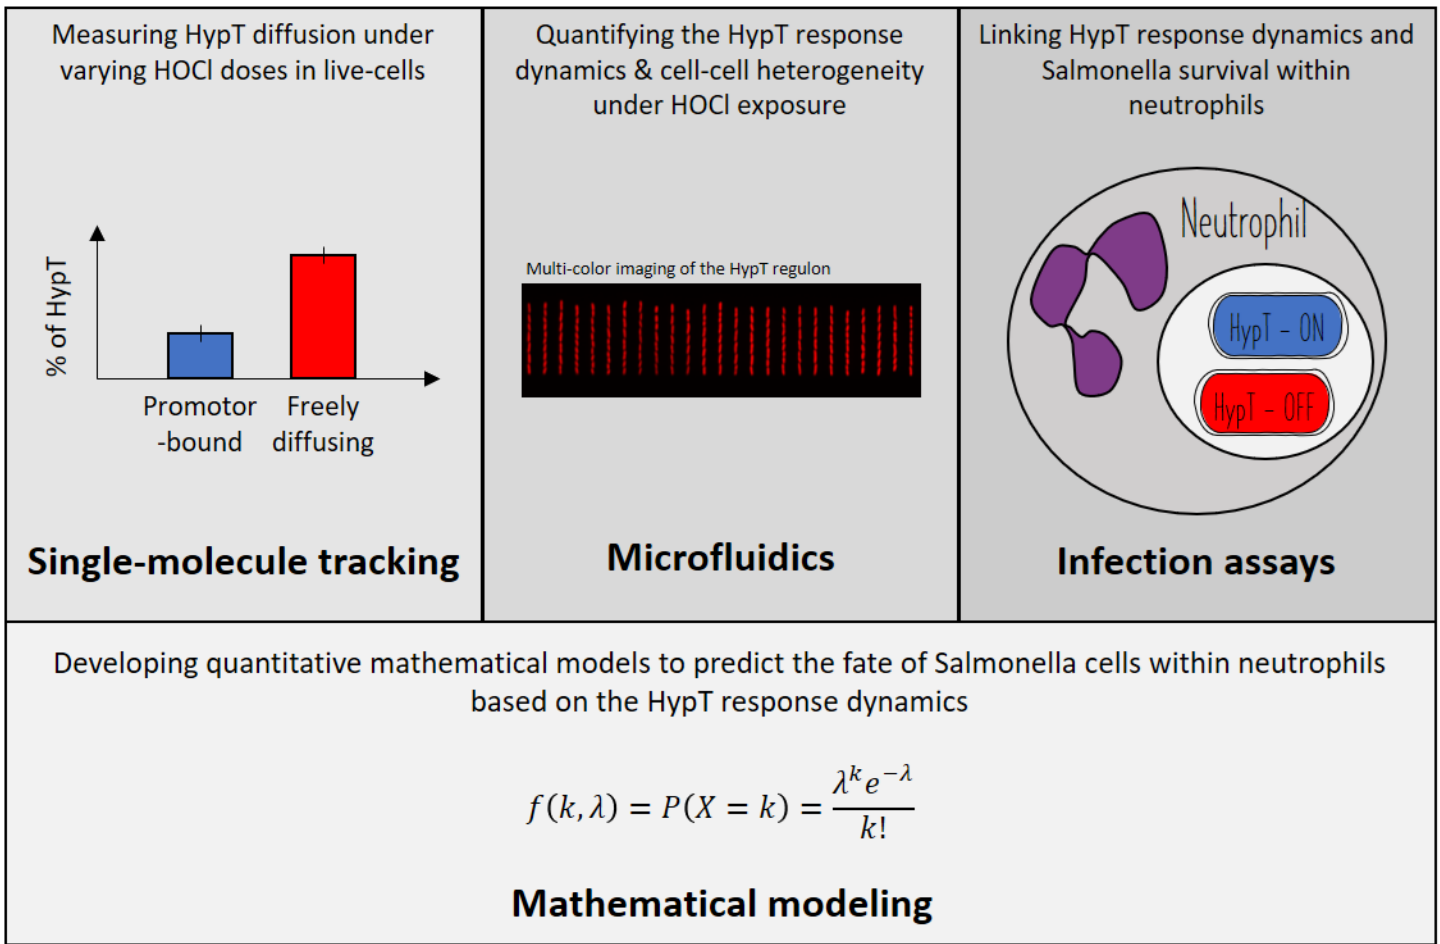 Measuring HypT diffusion under
varying HOCl doses in live-cells
% of HypT
Promotor
-bound
Freely
diffusing
Single-molecule tracking
Quantifying the HypT response
dynamics & cell-cell heterogeneity
under HOCl exposure
Multi-color imaging of the HypT regulon
Microfluidics
Linking HypT response dynamics and
Salmonella survival within
neutrophils
Neutrophil
HypT - ON
HypT - OFF
Infection assays
Developing quantitative mathematical models to predict the fate of Salmonella cells within neutrophils
based on the HypT response dynamics
f(k, λ) = P(X = k) = λ^k e^−λ / k!
Mathematical modeling